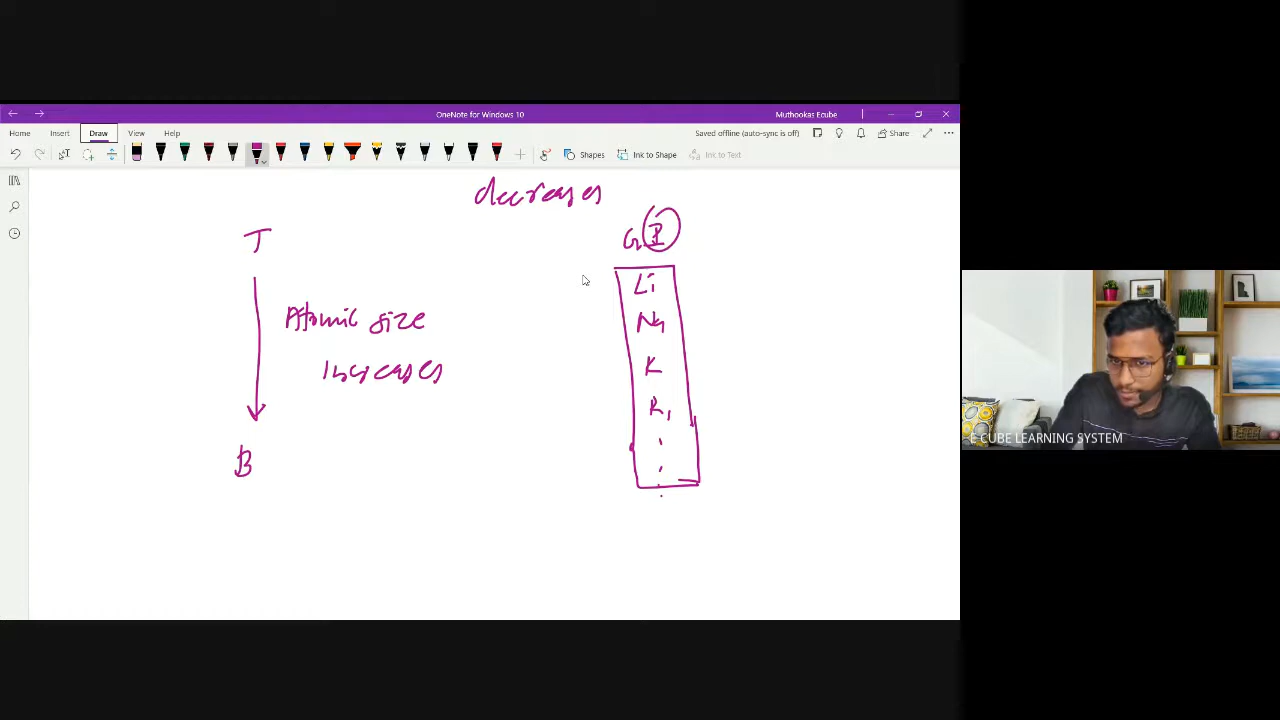 OneNote for Windows 10
Muthookas Ecube
Home Insert Draw View Help
Saved offline (auto-sync is off)
Share
Shapes
Ink to Shape
Ink to Text
decreases
T
G I
Li
Atomic size
Na
increases
K
B
E CUBE LEARNING SYSTEM